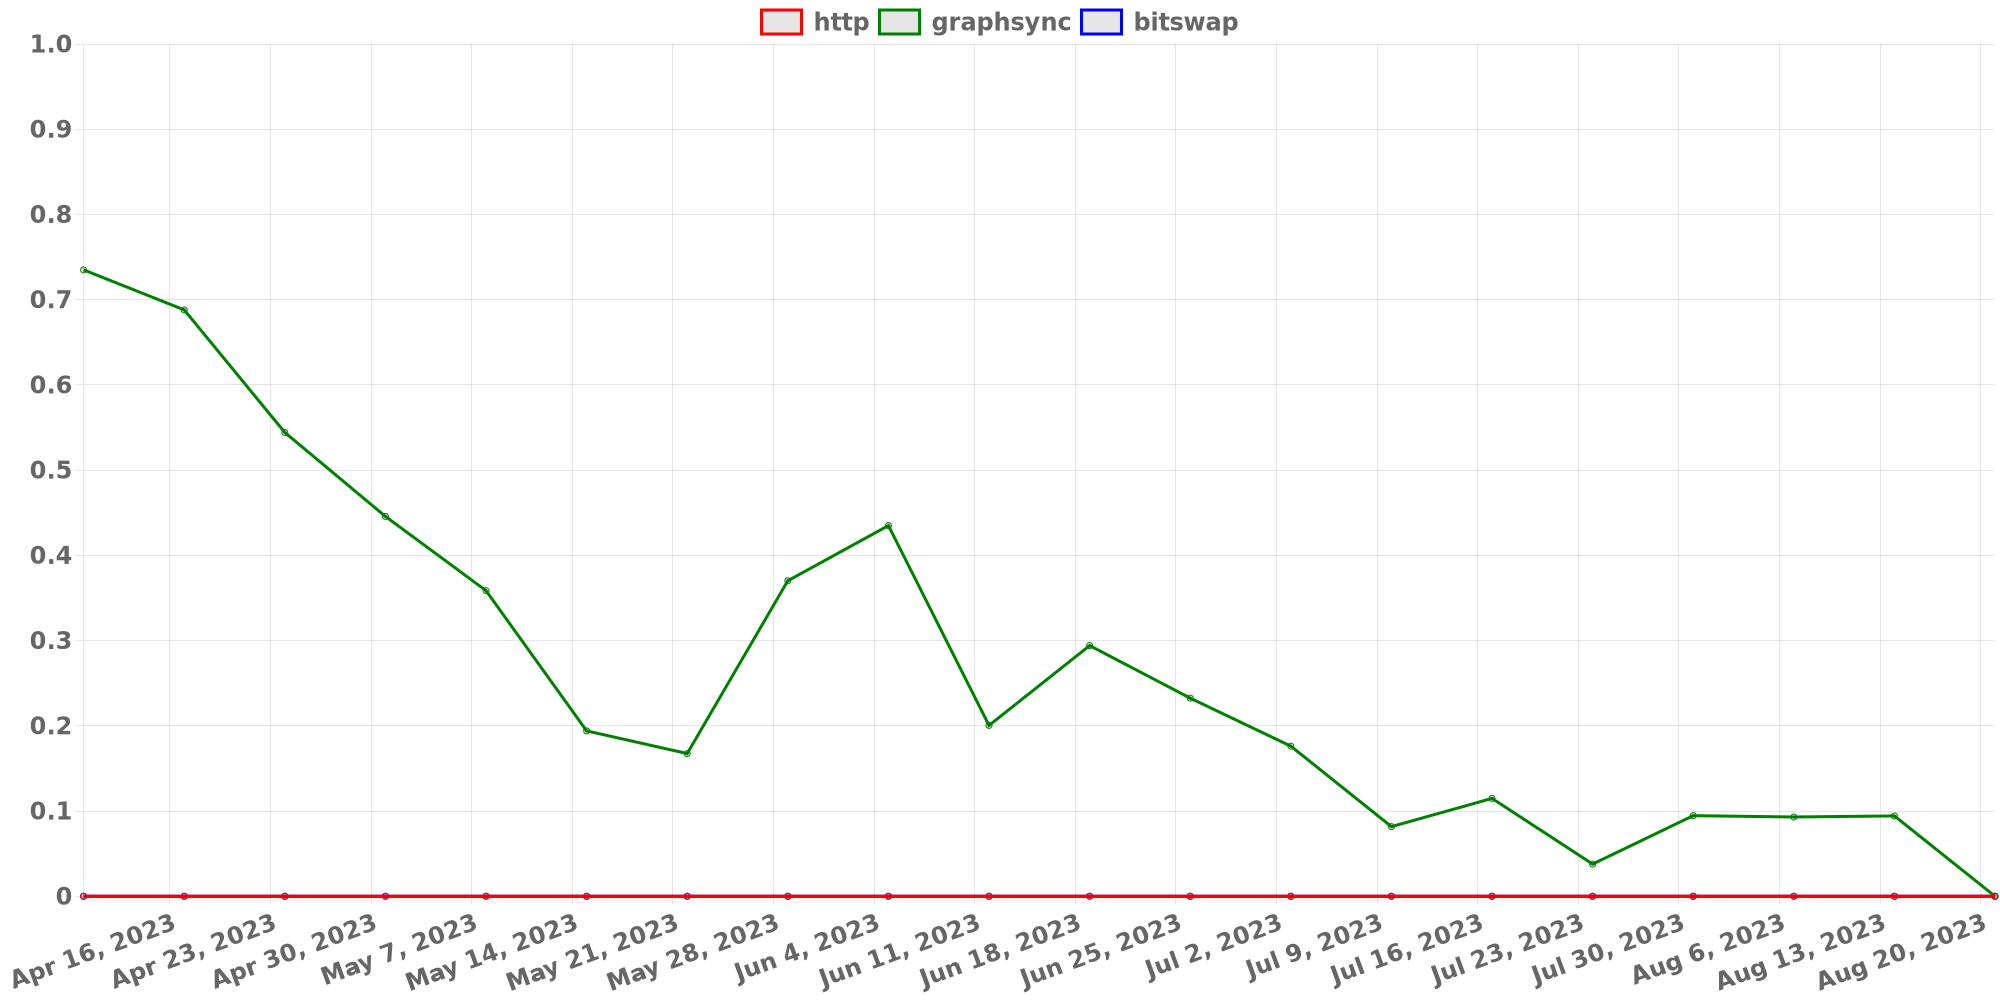 http graphsync bitswap
1.0
0.9
0.8
0.7
0.6
0.5
0.4
0.3
0.2
0.1
0
Apr 16, 2023
Apr 23, 2023
Apr 30, 2023
May 7, 2023
May 14, 2023
May 21, 2023
May 28, 2023
Jun 4, 2023
Jun 11, 2023
Jun 18, 2023
Jun 25, 2023
Jul 2, 2023
Jul 9, 2023
Jul 16, 2023
Jul 23, 2023
Jul 30, 2023
Aug 6, 2023
Aug 13, 2023
Aug 20, 2023